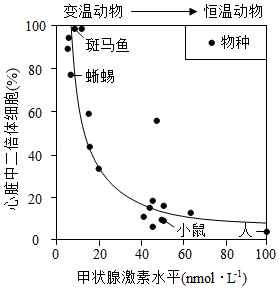 变温动物 → 恒温动物
心脏中二倍体细胞(%)
100
80
60
40
20
0
斑马鱼
蜥蜴
物种
小鼠
人
0 20 40 60 80 100
甲状腺激素水平(nmol·L⁻¹)